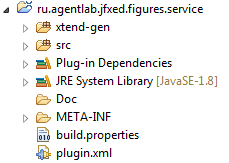 ru.agentlab.jfxed.figures.service
xtend-gen
src
Plug-in Dependencies
JRE System Library [JavaSE-1.8]
Doc
META-INF
build.properties
plugin.xml